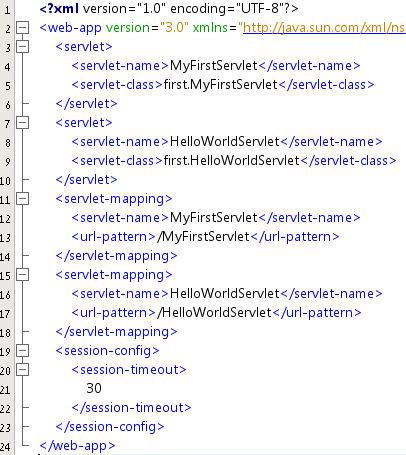 1 <?xml version="1.0" encoding="UTF-8"?>
2 <web-app version="3.0" xmlns="http://java.sun.com/xml/ns
3 <servlet>
4 <servlet-name>MyFirstServlet</servlet-name>
5 <servlet-class>first.MyFirstServlet</servlet-class>
6 </servlet>
7 <servlet>
8 <servlet-name>HelloWorldServlet</servlet-name>
9 <servlet-class>first.HelloWorldServlet</servlet-class>
10 </servlet>
11 <servlet-mapping>
12 <servlet-name>MyFirstServlet</servlet-name>
13 <url-pattern>/MyFirstServlet</url-pattern>
14 </servlet-mapping>
15 <servlet-mapping>
16 <servlet-name>HelloWorldServlet</servlet-name>
17 <url-pattern>/HelloWorldServlet</url-pattern>
18 </servlet-mapping>
19 <session-config>
20 <session-timeout>
21 30
22 </session-timeout>
23 </session-config>
24 </web-app>